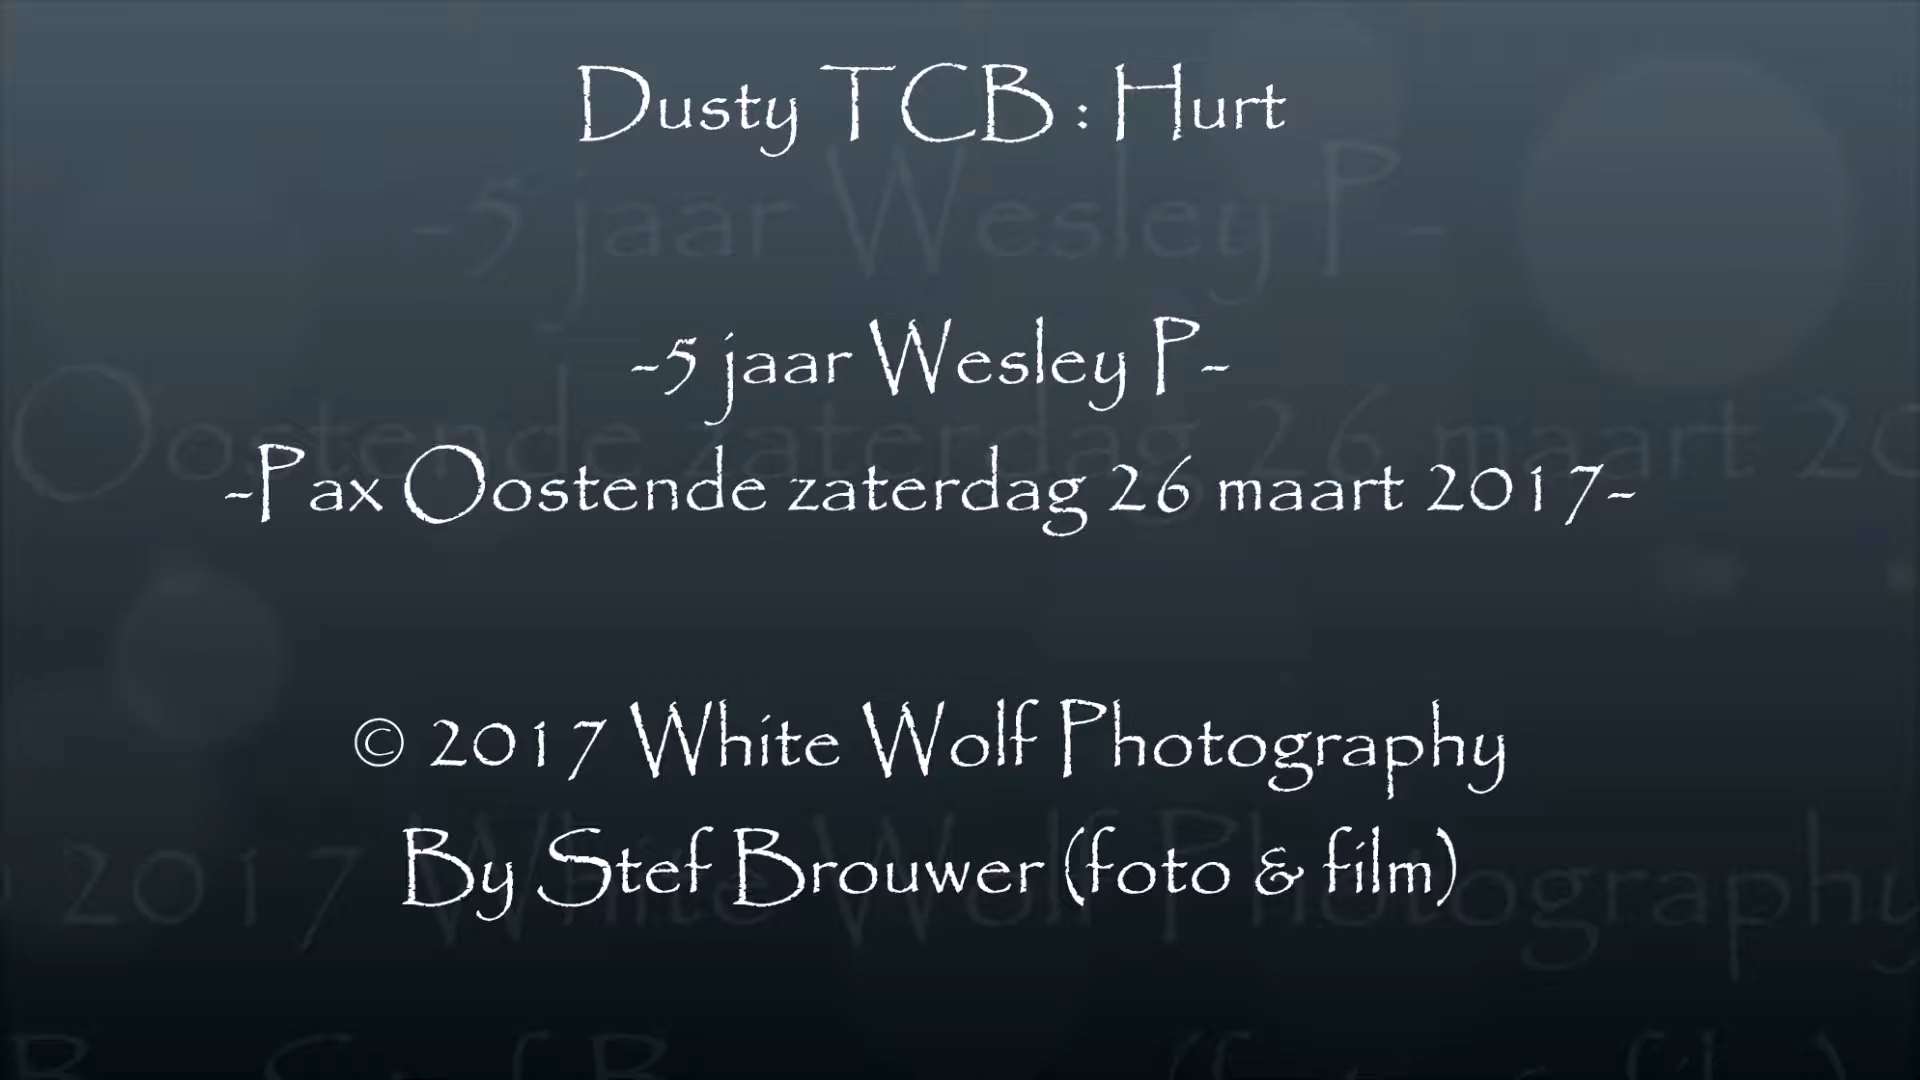 Dusty TCB : Hurt
-5 jaar Wesley P-
-Pax Oostende zaterdag 26 maart 2017-
© 2017 White Wolf Photography
By Stef Brouwer (foto & film)